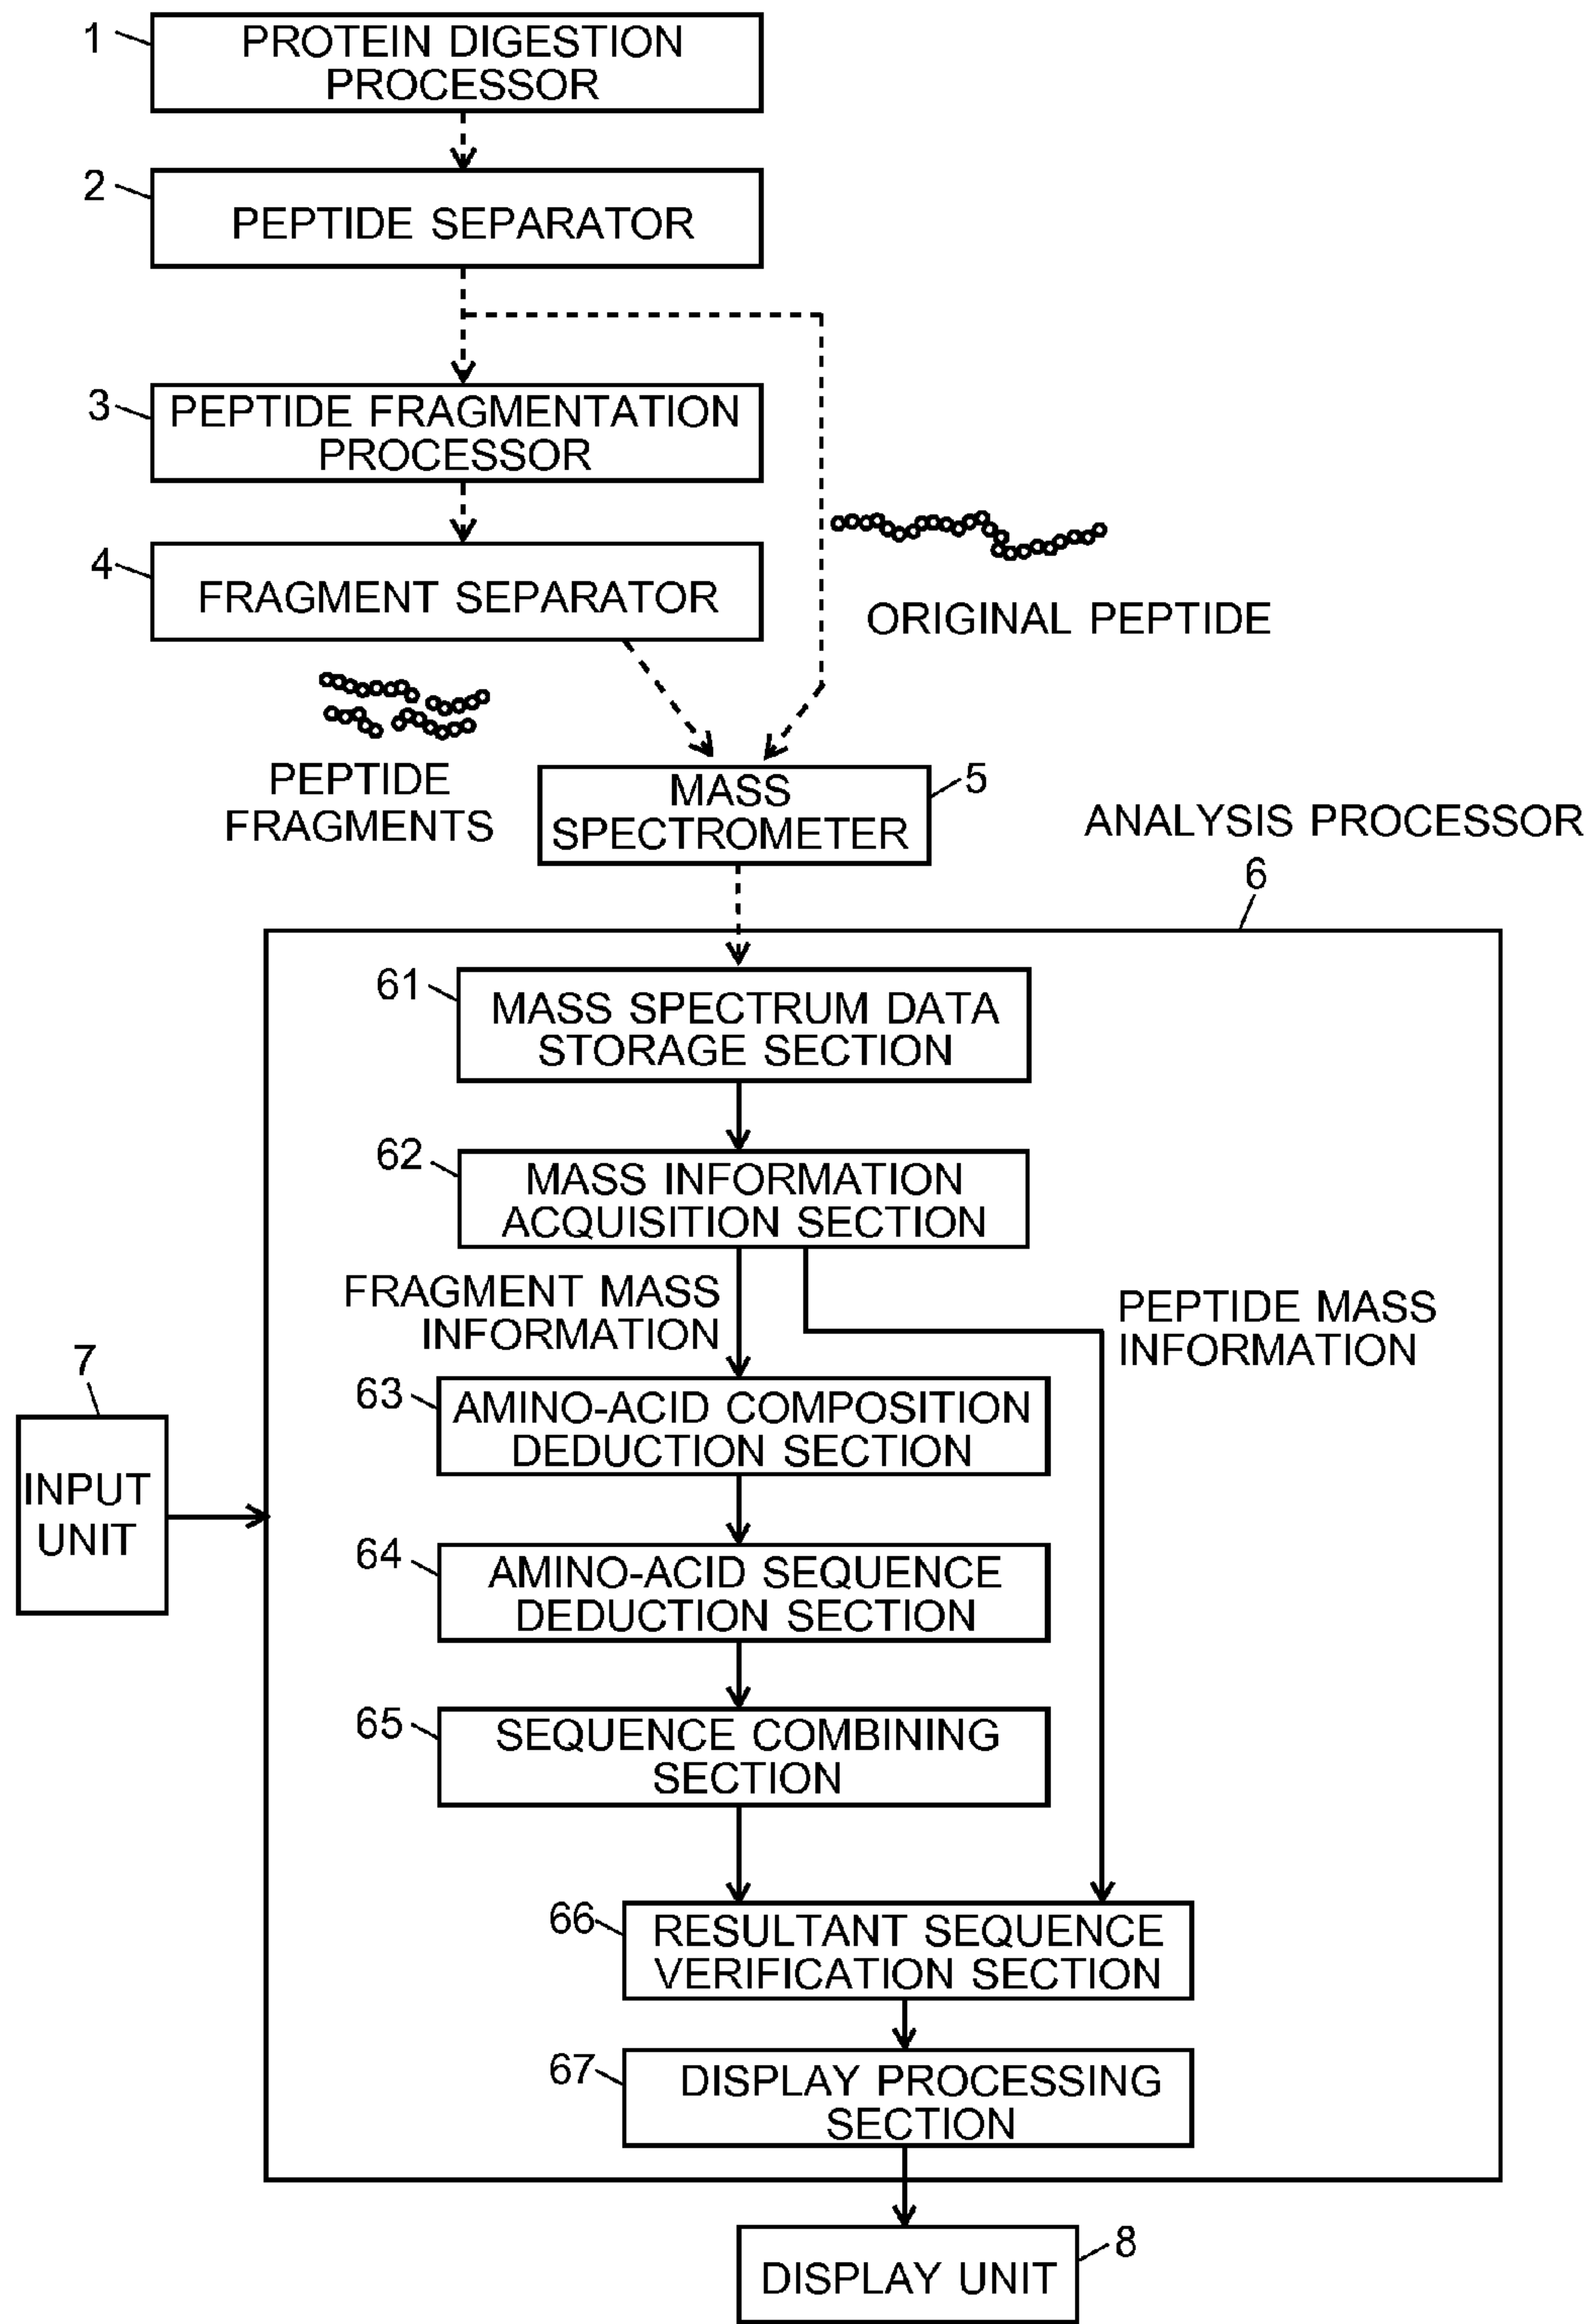 1
PROTEIN DIGESTION
PROCESSOR
2
PEPTIDE SEPARATOR
3
PEPTIDE FRAGMENTATION
PROCESSOR
4
FRAGMENT SEPARATOR
ORIGINAL PEPTIDE
PEPTIDE
FRAGMENTS
MASS
SPECTROMETER
5
ANALYSIS PROCESSOR
6
61
MASS SPECTRUM DATA
STORAGE SECTION
62
MASS INFORMATION
ACQUISITION SECTION
FRAGMENT MASS
INFORMATION
PEPTIDE MASS
INFORMATION
7
INPUT
UNIT
63
AMINO-ACID COMPOSITION
DEDUCTION SECTION
64
AMINO-ACID SEQUENCE
DEDUCTION SECTION
65
SEQUENCE COMBINING
SECTION
66
RESULTANT SEQUENCE
VERIFICATION SECTION
67
DISPLAY PROCESSING
SECTION
8
DISPLAY UNIT